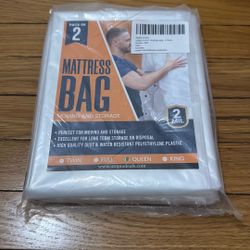 PACK OF
2
MATTRESS
BAG
MOVING AND STORAGE
• PERFECT FOR MOVING AND STORAGE
• EXCELLENT FOR LONG TERM STORAGE OR DISPOSAL
• HIGH QUALITY DUST & WATER RESISTANT POLYETHYLENE PLASTIC
2
MIL
TWIN
FULL
QUEEN
KING